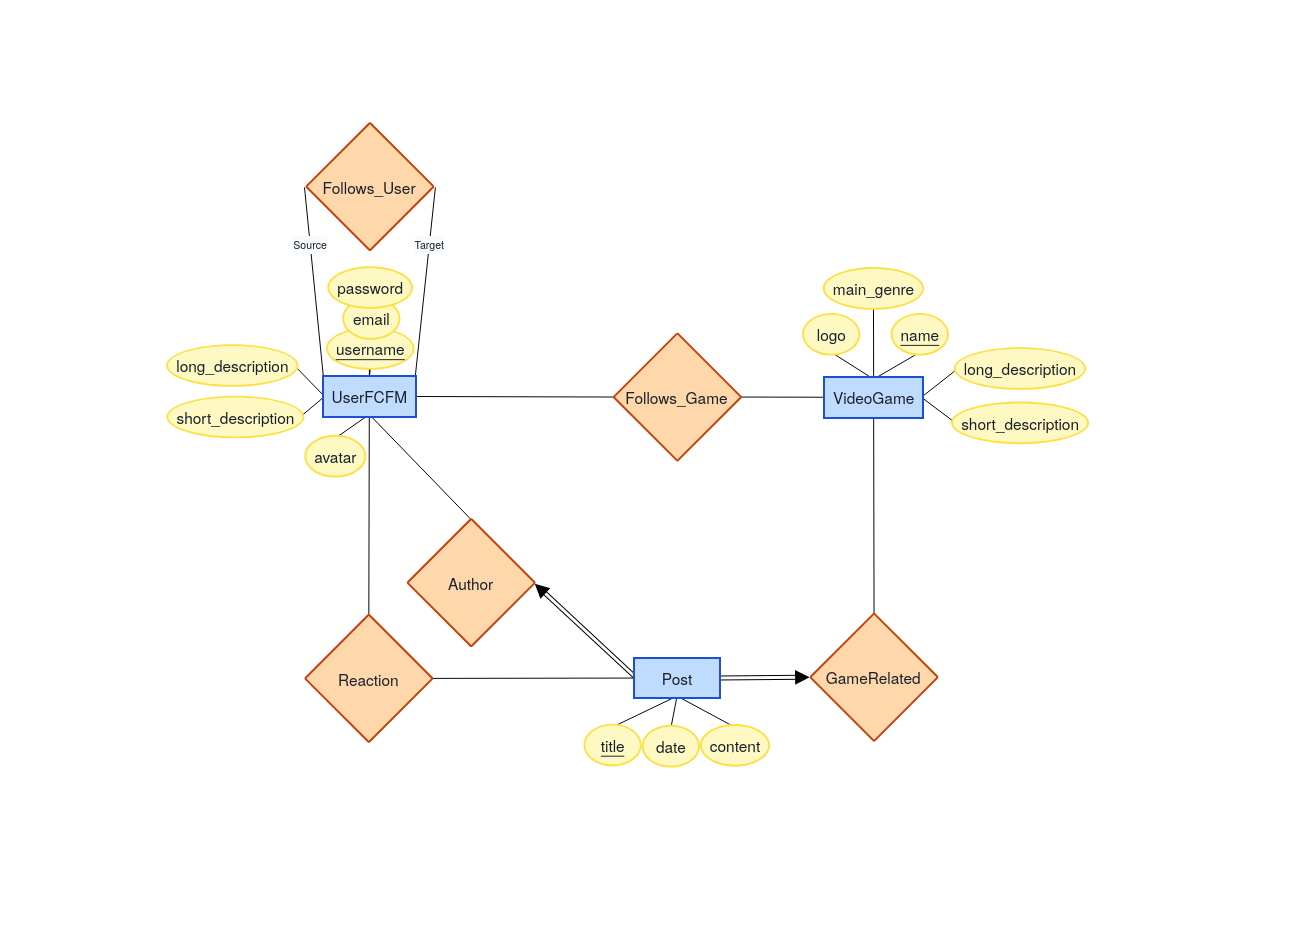 Follows_User
Source
Target
password
main_genre
email
logo
name
username
long_description
long_description
UserFCFM
Follows_Game
VideoGame
short_description
short_description
avatar
Author
Reaction
Post
GameRelated
title
date
content